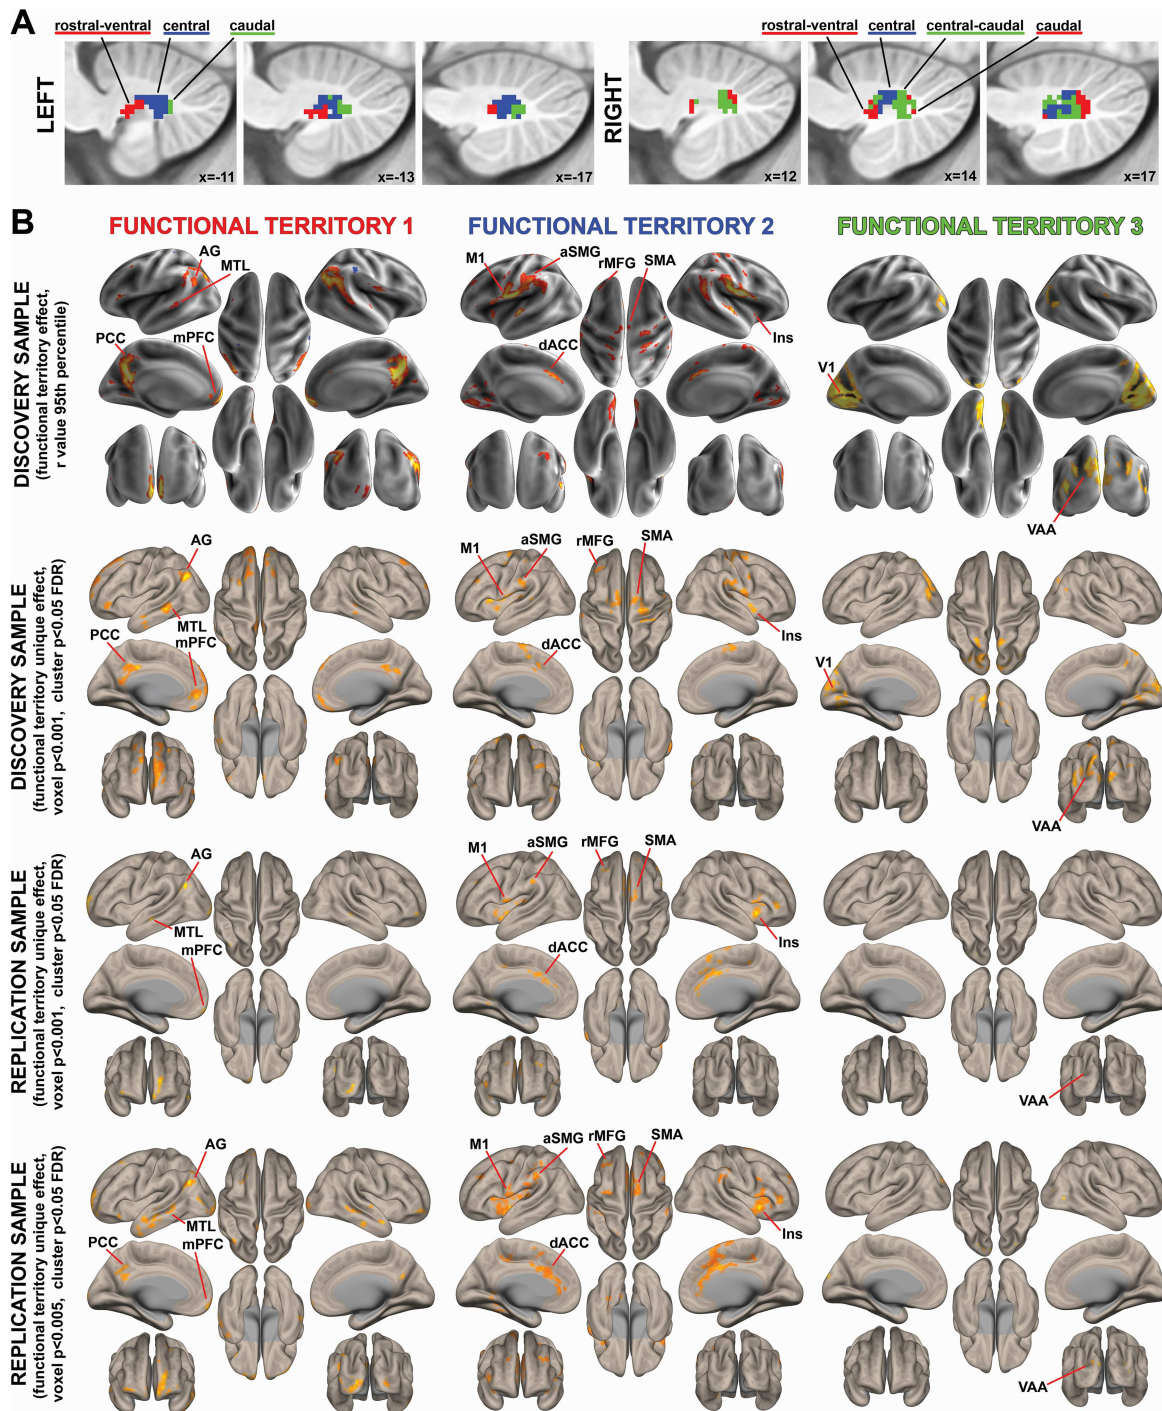 A
rostral-ventral central caudal
rostral-ventral central central-caudal caudal
LEFT
x=-11
x=-13
x=-17
RIGHT
x=12
x=14
x=17
B
FUNCTIONAL TERRITORY 1
FUNCTIONAL TERRITORY 2
FUNCTIONAL TERRITORY 3
DISCOVERY SAMPLE
(functional territory effect,
r value 95th percentile)
AG
MTL
PCC
mPFC
M1
aSMG
rMFG
SMA
Ins
dACC
V1
VAA
DISCOVERY SAMPLE
(functional territory unique effect,
voxel p<0.001, cluster p<0.05 FDR)
AG
MTL
PCC
mPFC
M1
aSMG
rMFG
SMA
Ins
dACC
V1
VAA
REPLICATION SAMPLE
(functional territory unique effect,
voxel p<0.001, cluster p<0.05 FDR)
AG
MTL
mPFC
M1
aSMG
rMFG
SMA
Ins
dACC
VAA
REPLICATION SAMPLE
(functional territory unique effect,
voxel p<0.005, cluster p<0.05 FDR)
AG
MTL
PCC
mPFC
M1
aSMG
rMFG
SMA
Ins
dACC
VAA